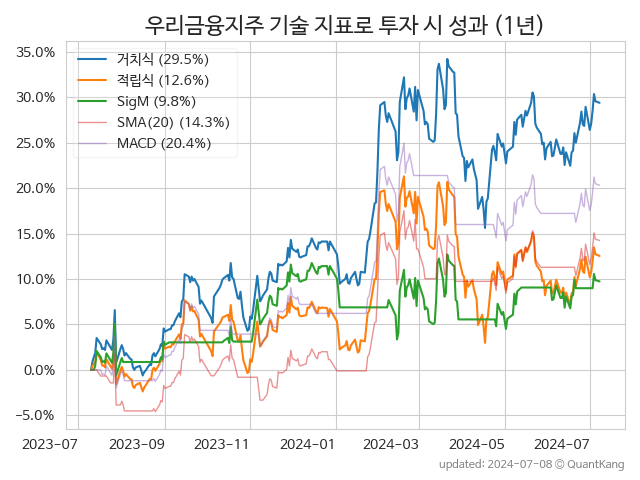 우리금융지주 기술 지표로 투자 시 성과 (1년)
35.0%
30.0%
25.0%
20.0%
15.0%
10.0%
5.0%
0.0%
−5.0%
거치식 (29.5%)
적립식 (12.6%)
SigM (9.8%)
SMA(20) (14.3%)
MACD (20.4%)
2023−07 2023−09 2023−11 2024−01 2024−03 2024−05 2024−07
updated: 2024-07-08 ⓒ QuantKang